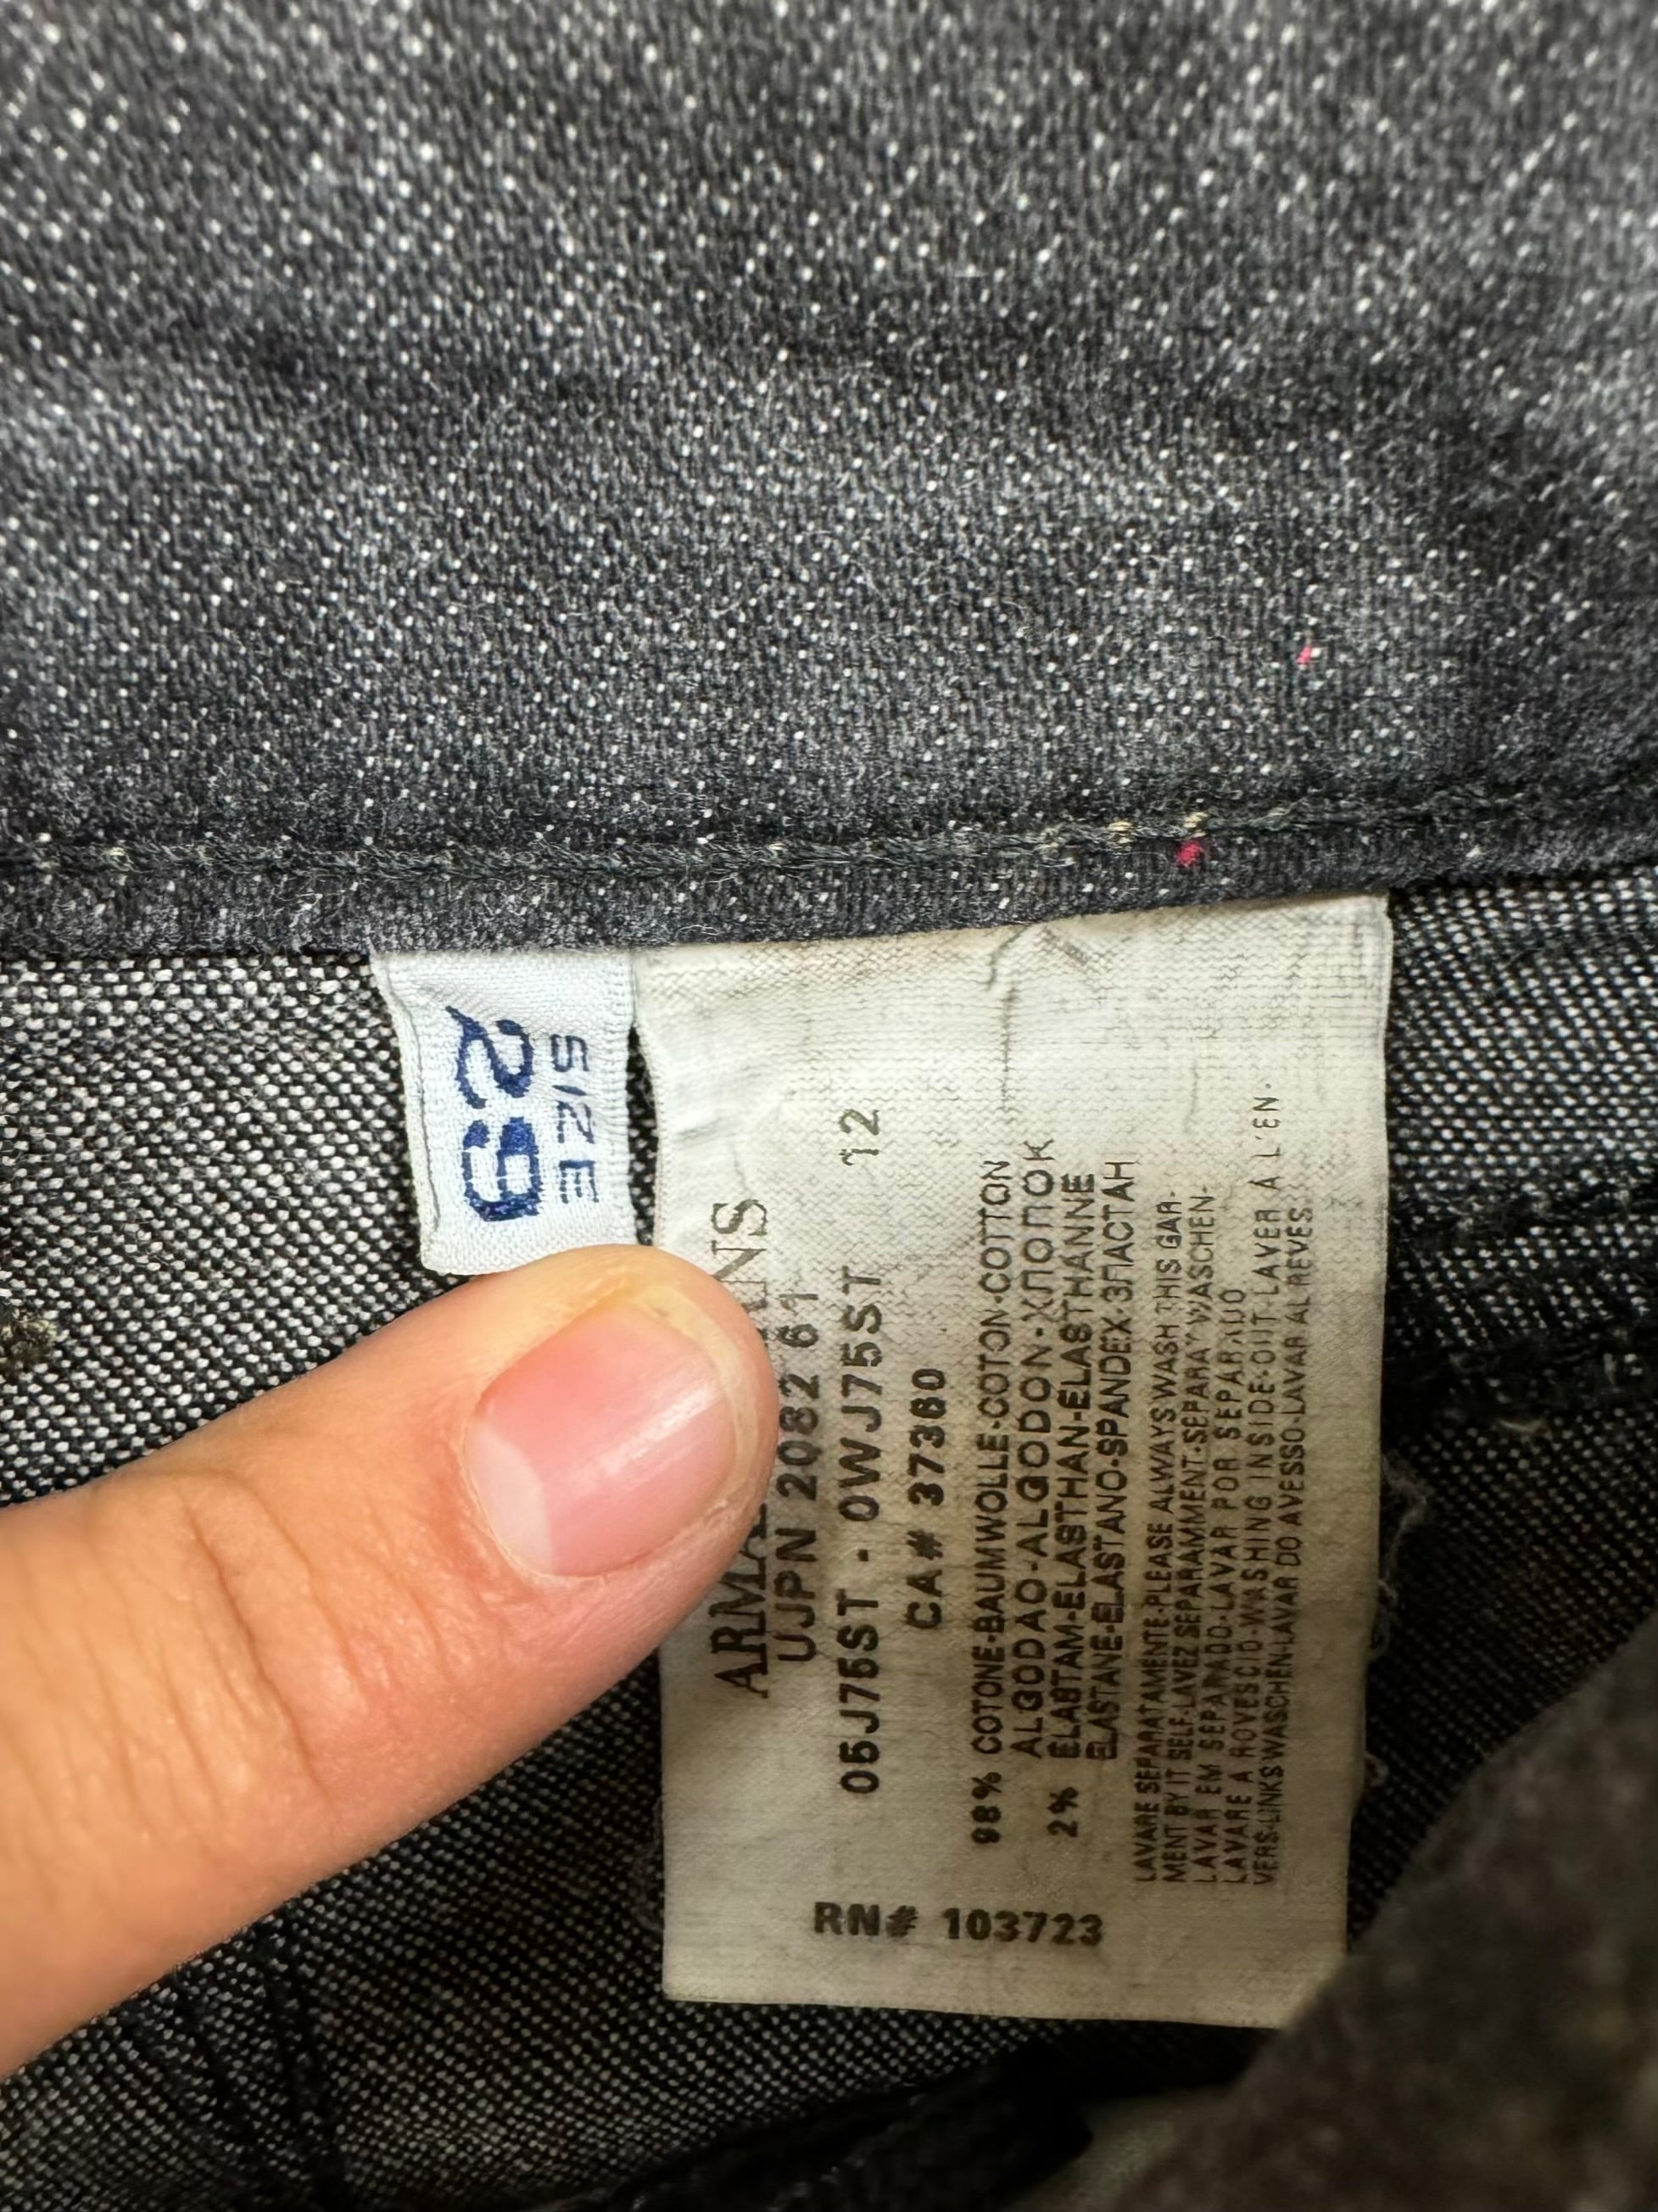 SIZE
29
ARMA NS
UJPN 2082 61
05J75ST - 0WJ75ST 12
CA# 37360
98% COTONE-BAUMWOLLE-COTON-COTTON
ALGODAO-ALGODON-ХЛОПОК
2% ELASTAM-ELASTHAN-ELASTHANNE
ELASTANE-ELASTANO-SPANDEX-ЭЛАСТАН
LAVARE SEPARATAMENTE-PLEASE ALWAYS WASH THIS GAR-
MENT BY IT SELF-LAVEZ SEPARAMMENT-SEPARAT WASCHEN-
LAVAR EM SEPARADO-LAVAR POR SEPARADO
LAVARE A ROVESCIO-WASHING INSIDE-OUT-LAVER À L'EN-
VERS-LINKS WASCHEN-LAVAR DO AVESSO-LAVAR AL REVES
RN# 103723